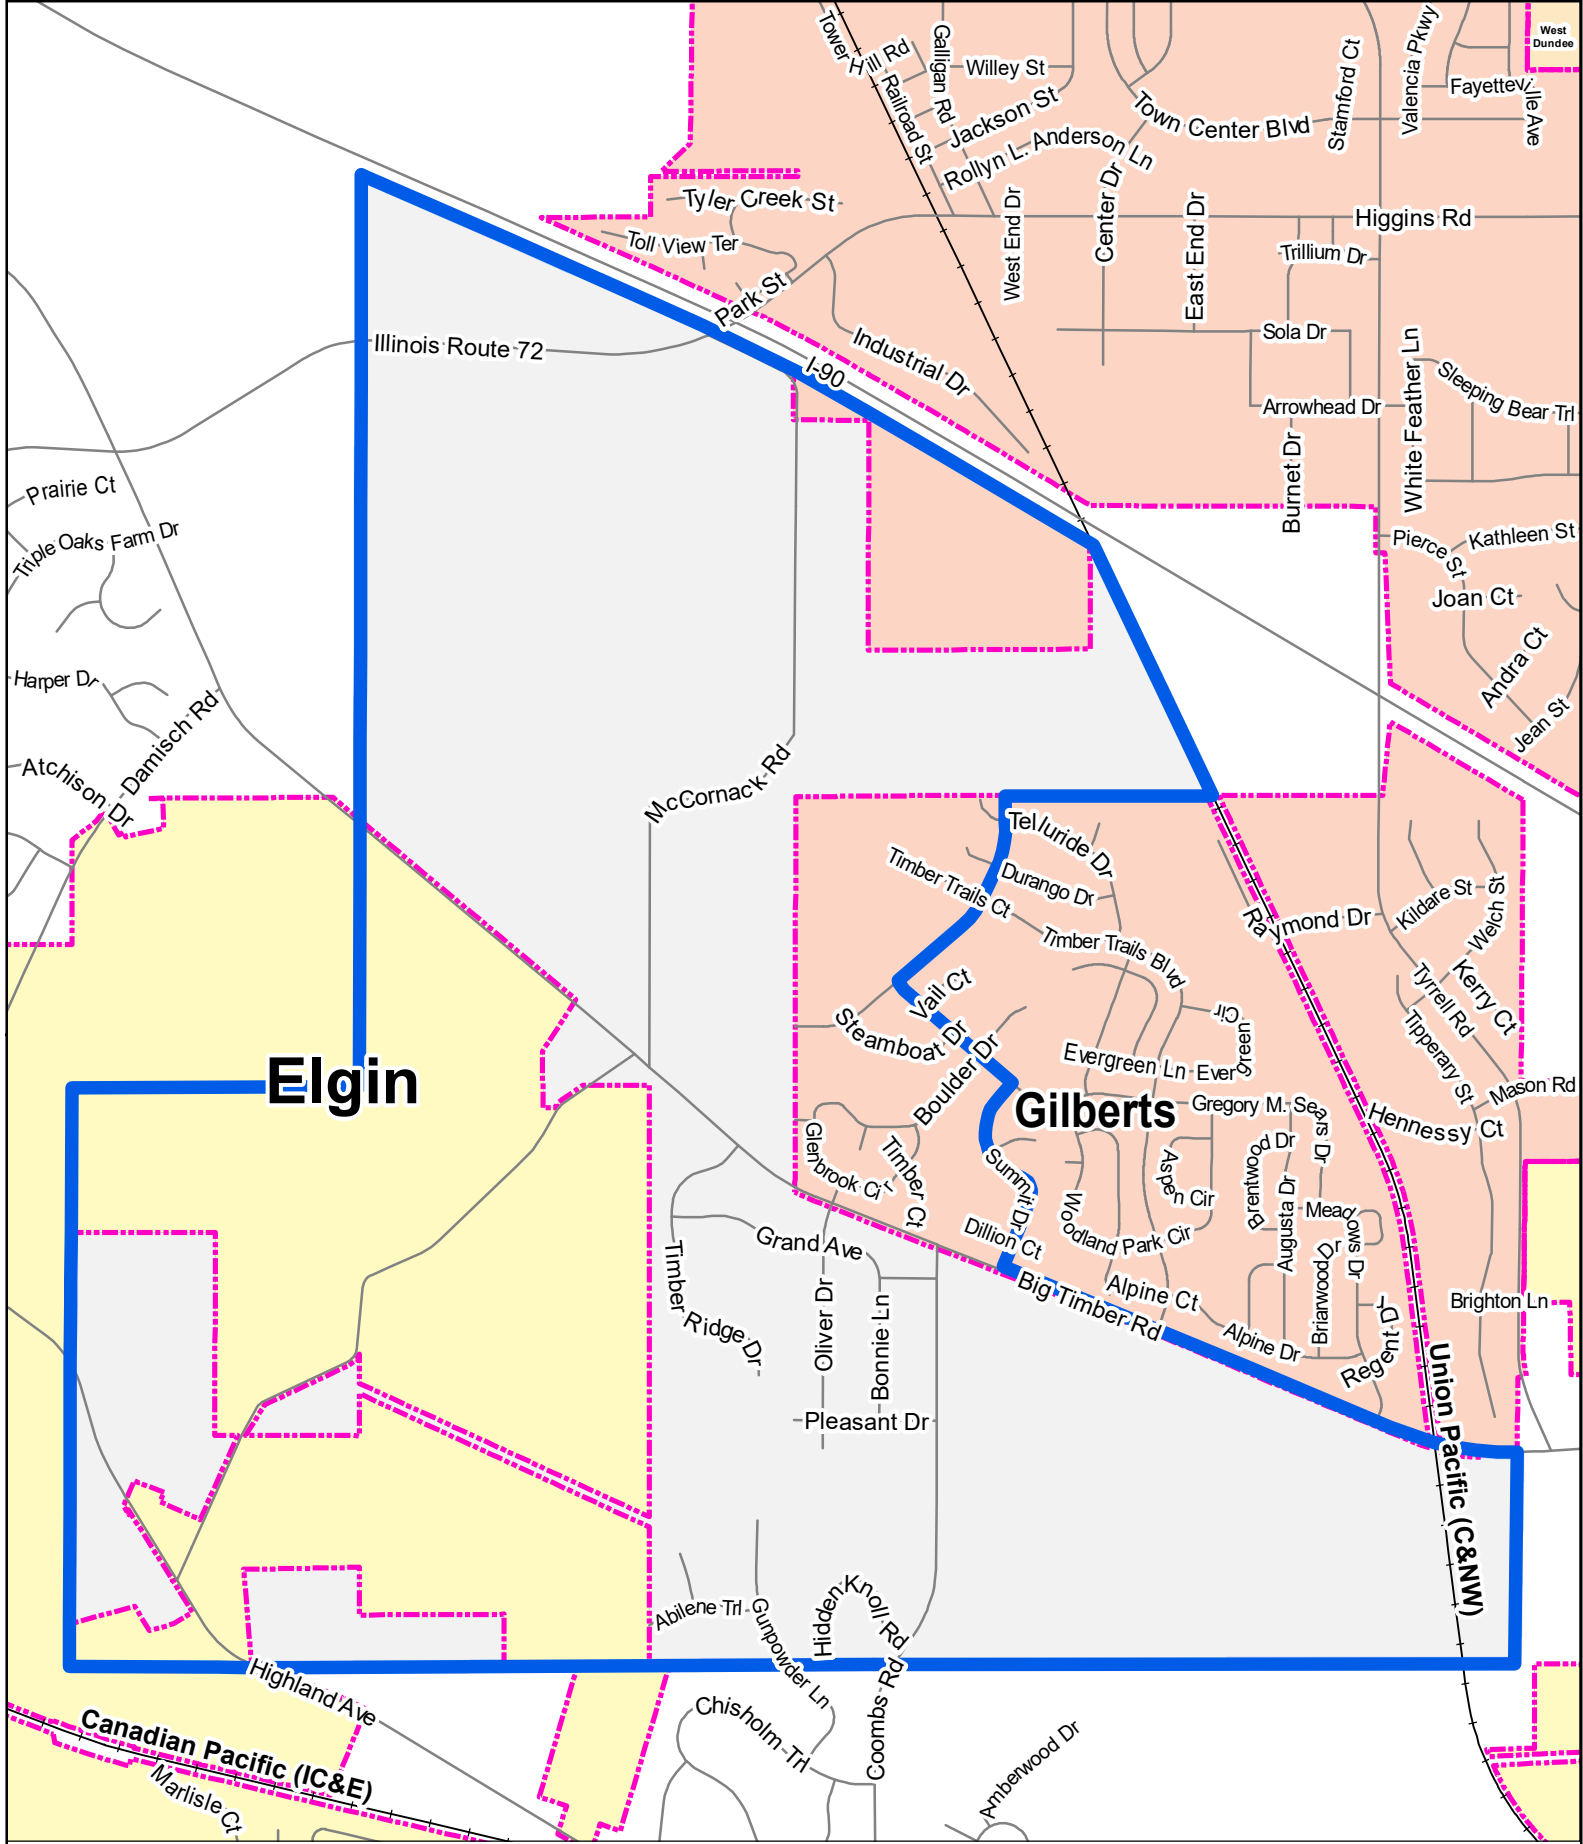 West
Dundee
Tower
Hill Rd
Galligan Rd
Willey St
Railroad St
Jackson St
Town Center Blvd
Stamford Ct
Valencia Pkwy
Fayetteville Ave
Rollyn L. Anderson Ln
Tyler Creek St
Toll View Ter
West End Dr
Center Dr
East End Dr
Higgins Rd
Trillium Dr
Park St
Illinois Route 72
I-90
Industrial Dr
Sola Dr
White Feather Ln
Sleeping Bear Trl
Arrowhead Dr
Burnet Dr
Prairie Ct
Triple Oaks Farm Dr
Pierce St
Kathleen St
Joan Ct
Harper Dr
Damisch Rd
Andra Ct
Jean St
Atchison Dr
McCornack Rd
Telluride Dr
Timber Trails Ct
Durango Dr
Timber Trails Blvd
Raymond Dr
Kildare St
Welch St
Vail Ct
Steamboat Dr
Boulder Dr
Evergreen Cir
Evergreen Ln
Tyrrell Rd
Kerry Ct
Tipperary St
Mason Rd
Elgin
Gilberts
Gregory M. Sears Dr
Hennessy Ct
Glenbrook Cir
Timber Ct
Summit Dr
Dillion Ct
Woodland Park Cir
Aspen Cir
Brentwood Dr
Augusta Dr
Meadows Dr
Briarwood Dr
Grand Ave
Timber Ridge Dr
Oliver Dr
Bonnie Ln
Big Timber Rd
Alpine Ct
Alpine Dr
Regent Dr
Brighton Ln
Pleasant Dr
Union Pacific (C&NW)
Abilene Trl
Gunpowder Ln
Hidden Knoll Rd
Coombs Rd
Highland Ave
Canadian Pacific (IC&E)
Marlisle Ct
Chisholm Trl
Amberwood Dr